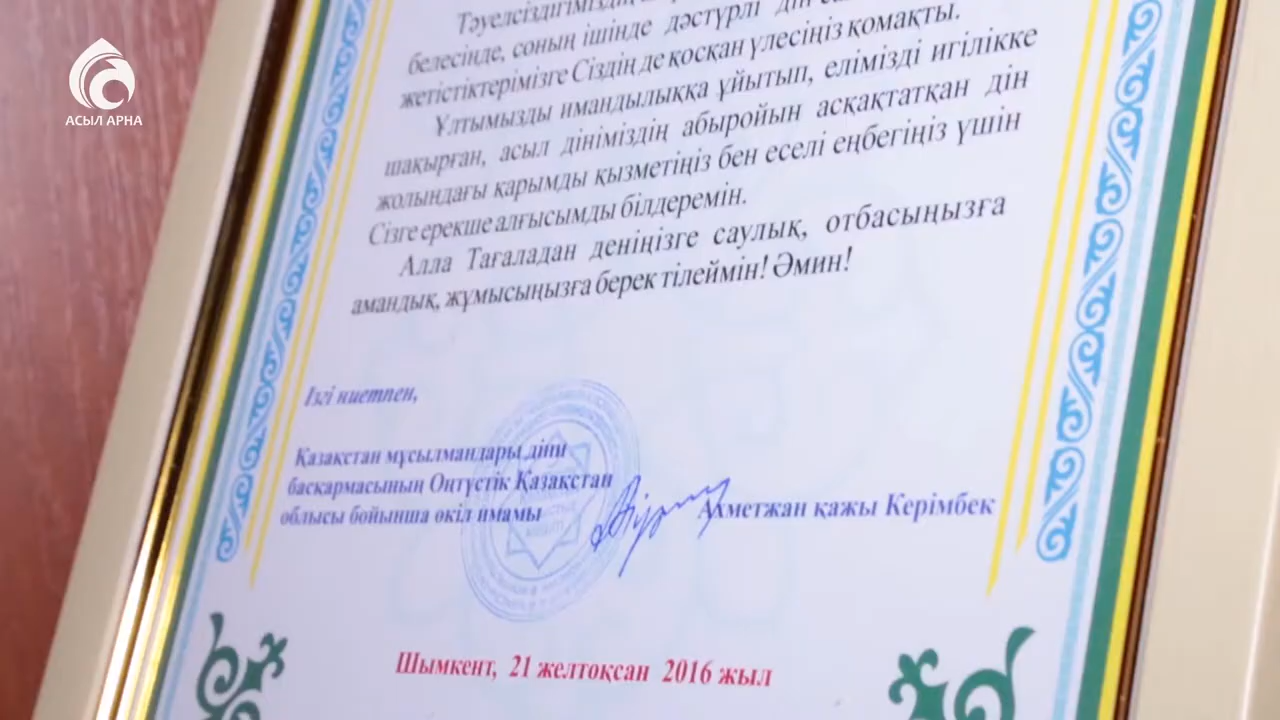 АСЫЛ АРНА
Тәуелсіздігіміздің
белесінде, соның ішінде дәстүрлі дін
жетістіктерімізге Сіздің де қосқан үлесіңіз қомақты.
Ұлтымызды имандылыққа ұйытып, елімізді игілікке
шақырған, асыл дініміздің абыройын асқақтатқан дін
жолындағы қарымды қызметіңіз бен еселі еңбегіңіз үшін
Сізге ерекше алғысымды білдеремін.
Алла Тағаладан деніңізге саулық, отбасыңызға
амандық, жұмысыңызға берек тілеймін! Әмин!
Ізгі ниетпен,
Қазақстан мұсылмандары діни
басқармасының Оңтүстік Қазақстан
облысы бойынша өкіл имамы
Ахметжан қажы Керімбек
Шымкент, 21 желтоқсан 2016 жыл